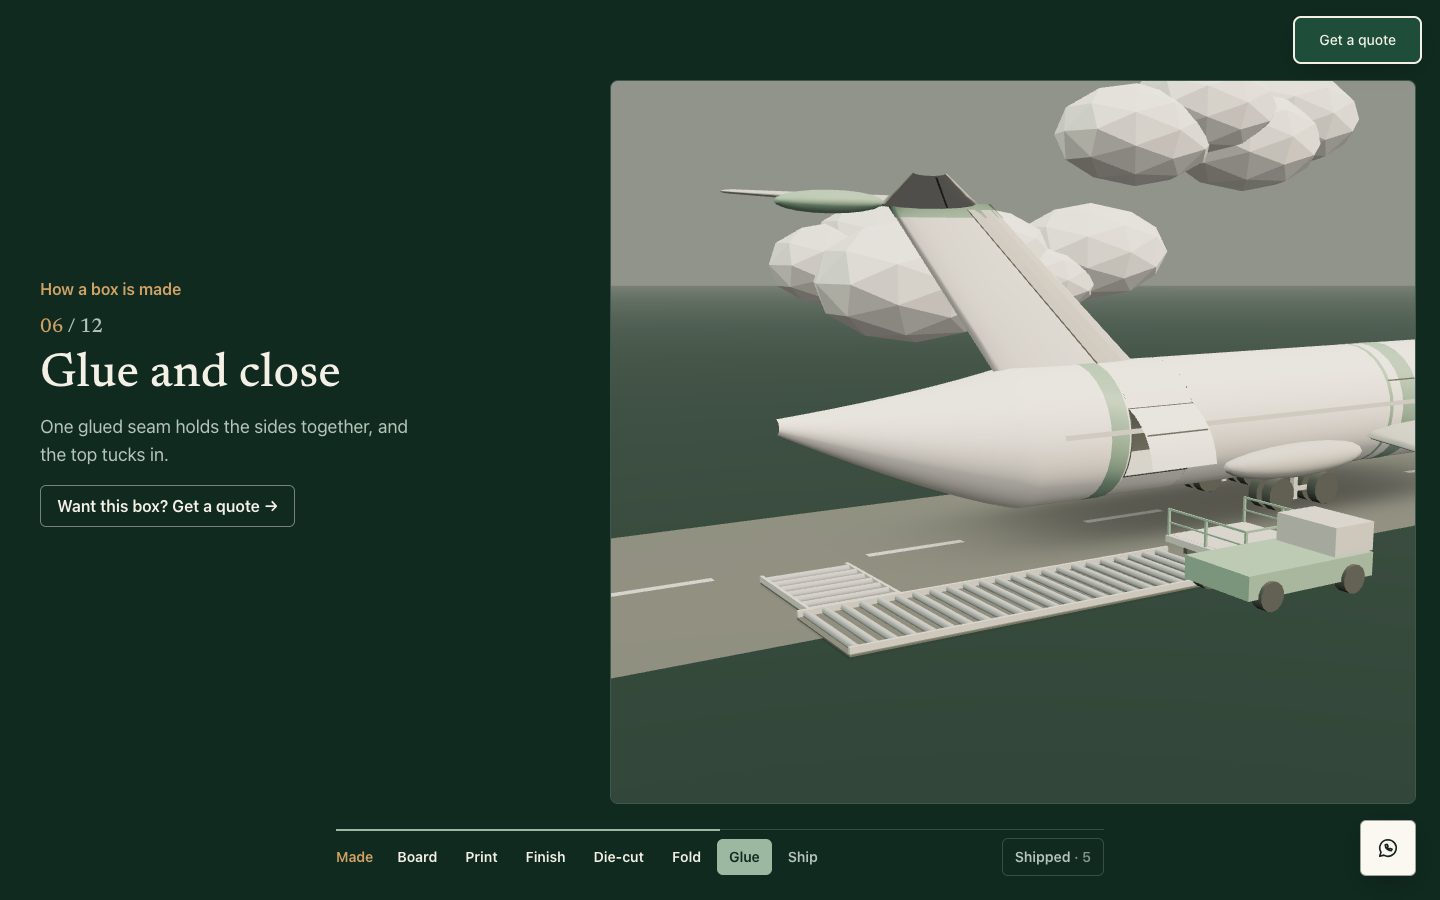 Get a quote
How a box is made
06 / 12
Glue and close
One glued seam holds the sides together, and
the top tucks in.
Want this box? Get a quote →
Made Board Print Finish Die-cut Fold Glue Ship Shipped · 5